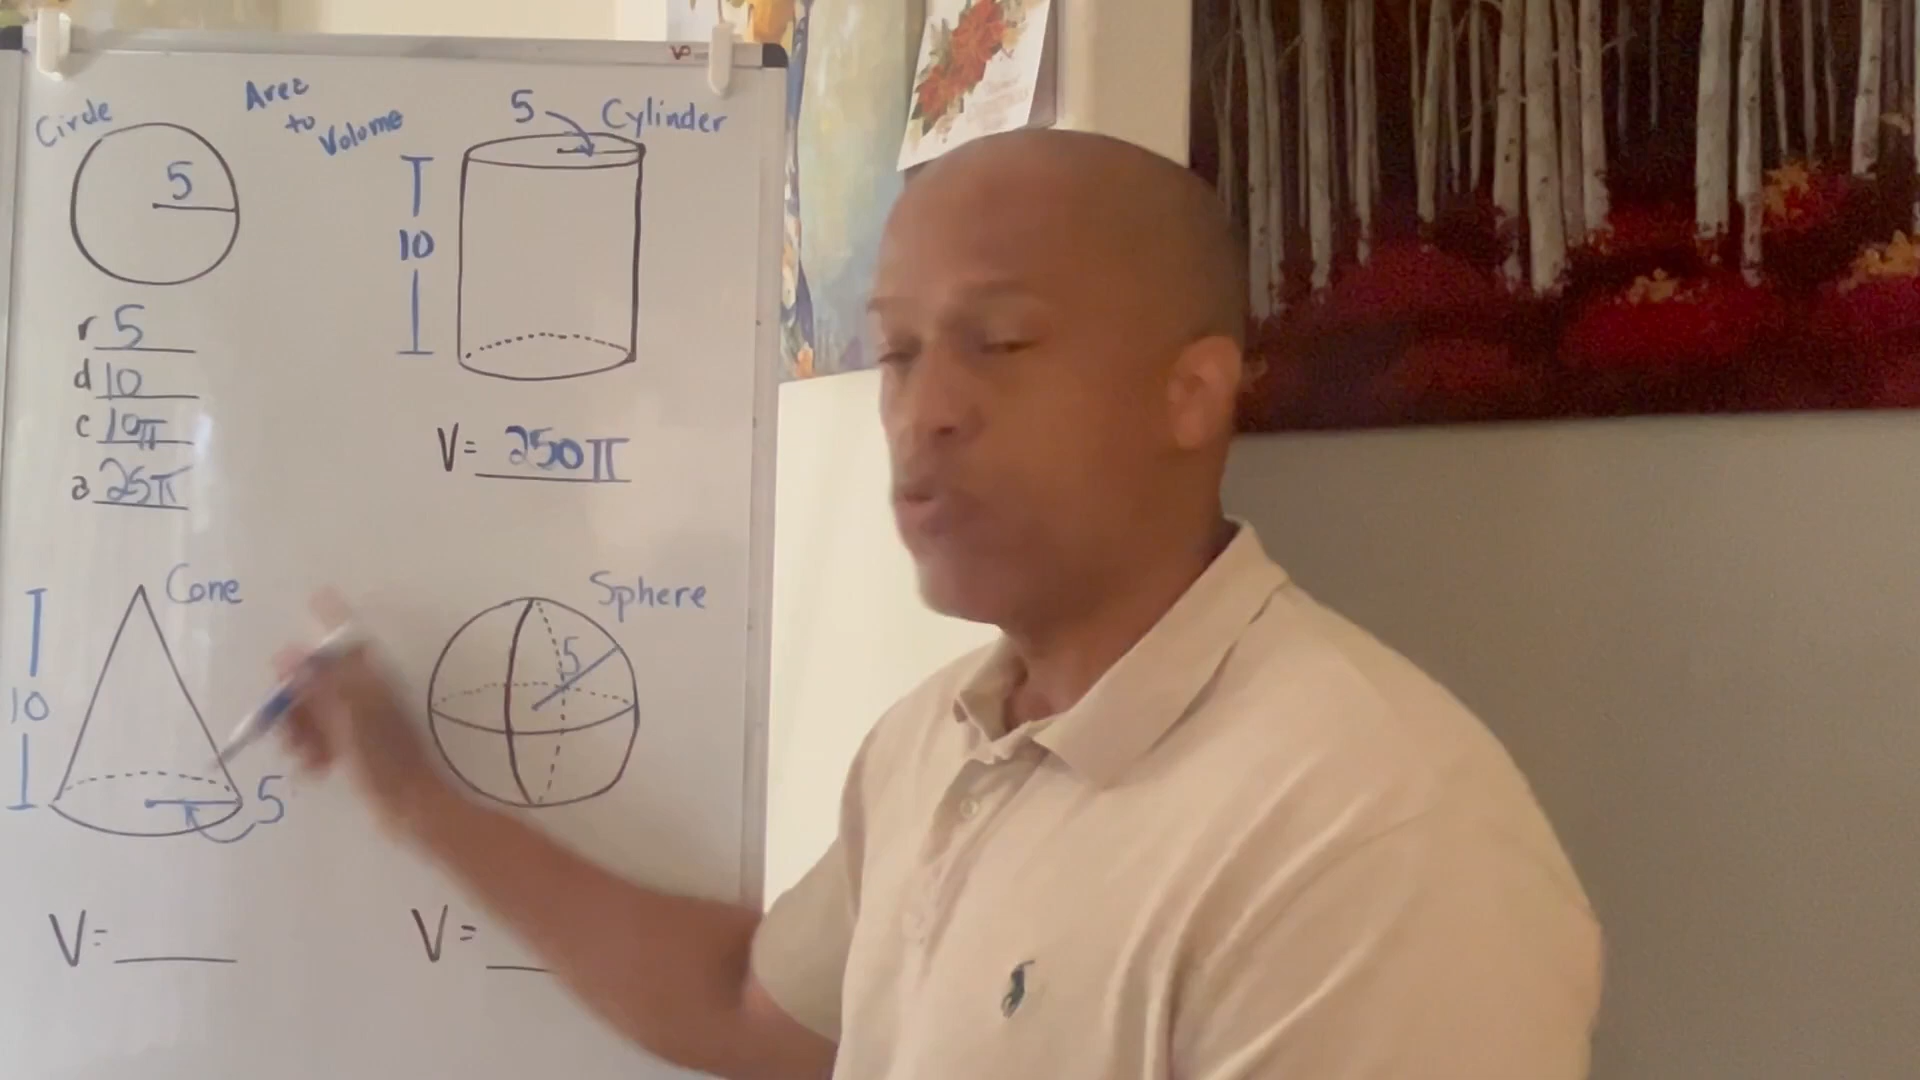 Circle
Area
to
Volume
5
r 5
d 10
c 10π
a 25π
5
Cylinder
10
V= 250π
Cone
10
5
V=
Sphere
5
V=